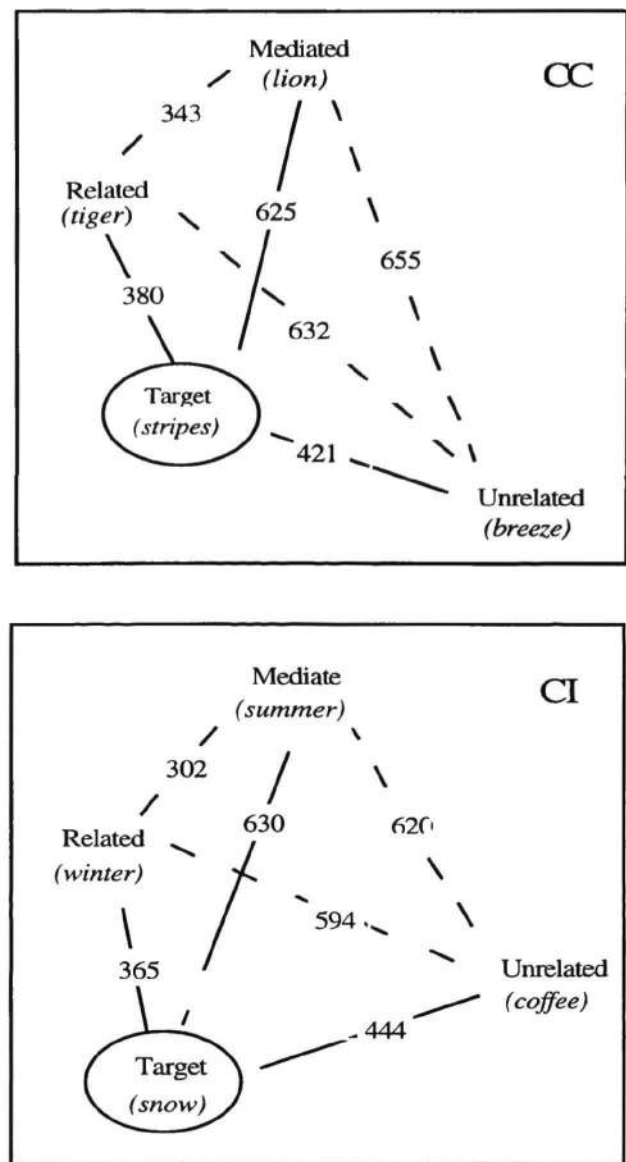 Mediated
(lion)
CC
343
Related
(tiger)
625
655
380
632
Target
(stripes)
421
Unrelated
(breeze)
Mediate
(summer)
CI
302
630
620
Related
(winter)
594
365
Unrelated
(coffee)
444
Target
(snow)